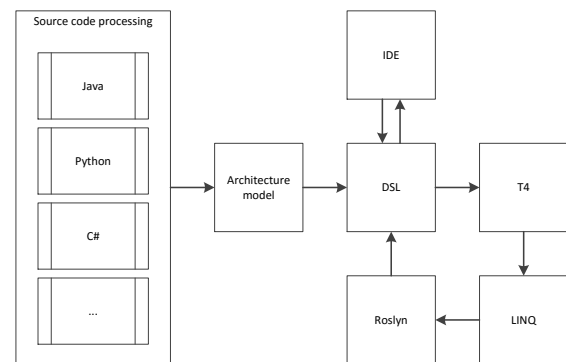 Source code processing
Java
Python
C#
...
Architecture
model
IDE
DSL
T4
Roslyn
LINQ